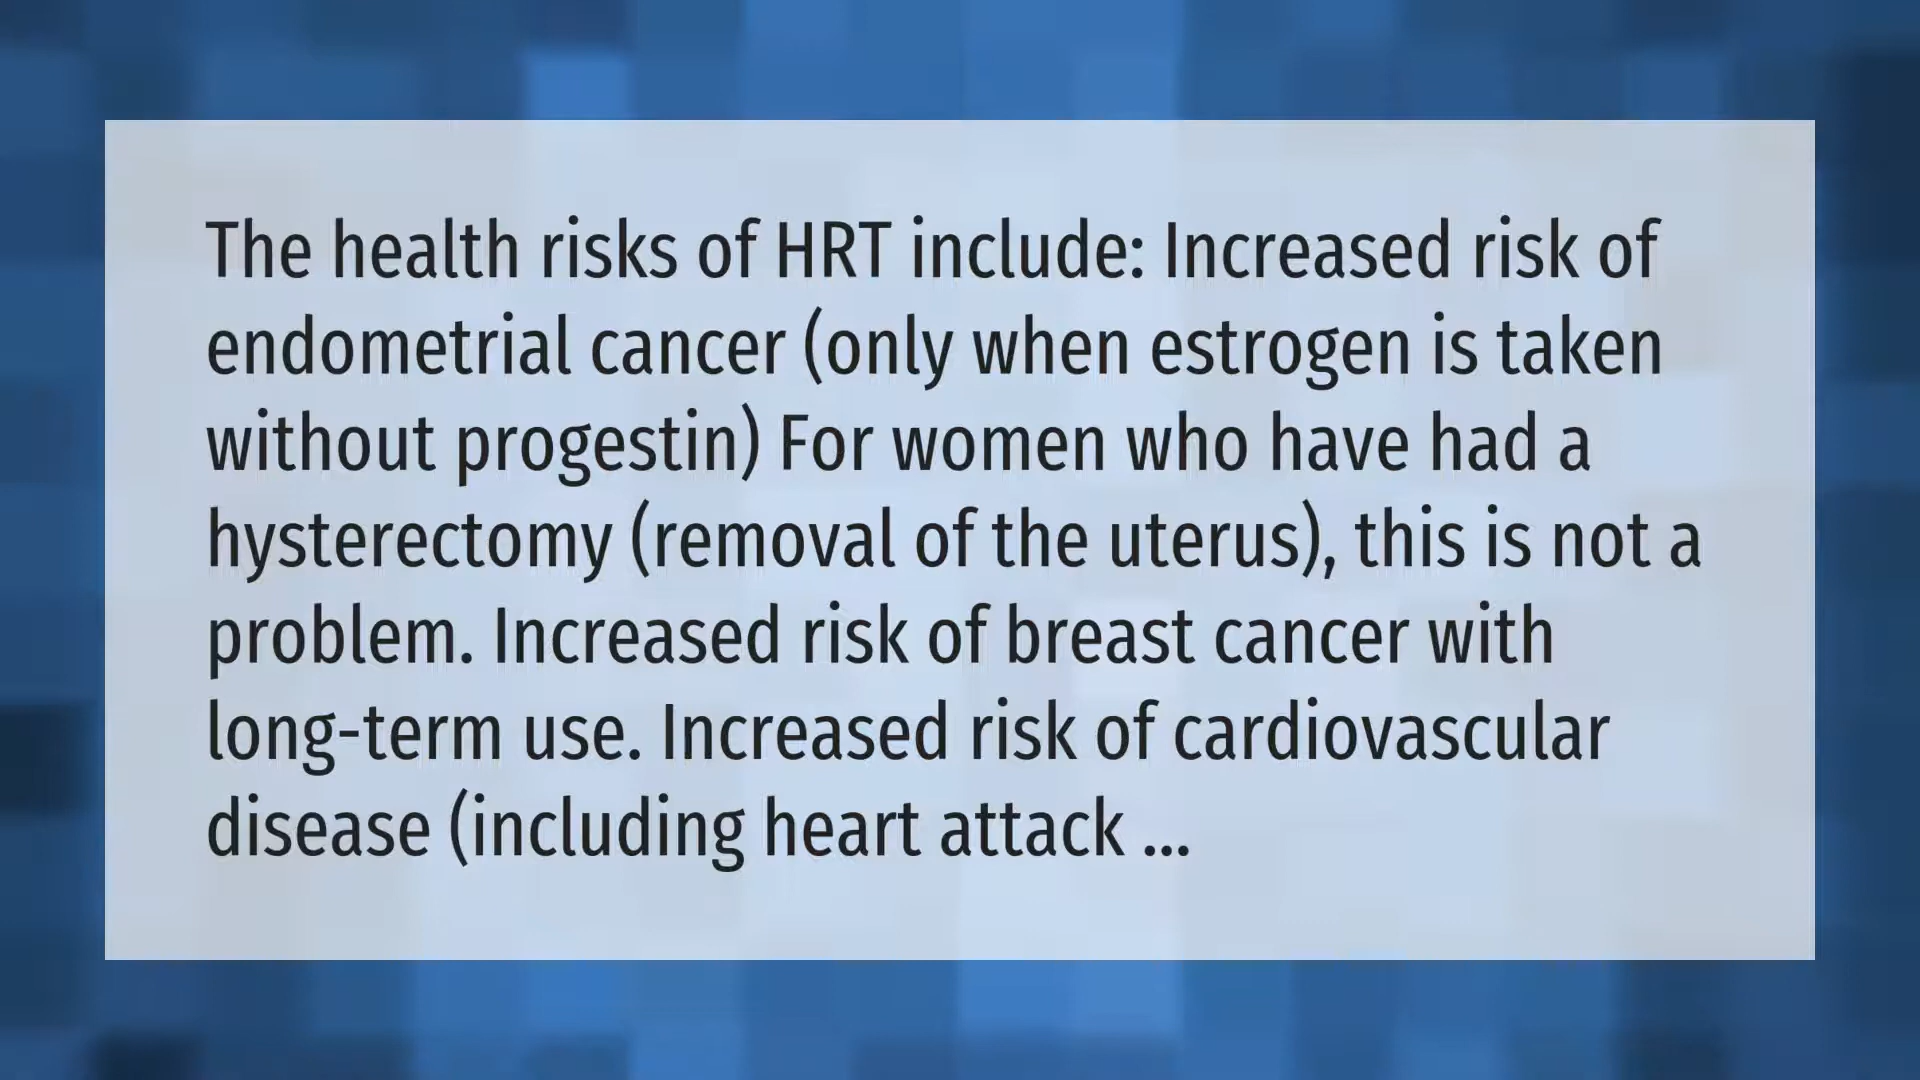 The health risks of HRT include: Increased risk of
endometrial cancer (only when estrogen is taken
without progestin) For women who have had a
hysterectomy (removal of the uterus), this is not a
problem. Increased risk of breast cancer with
long-term use. Increased risk of cardiovascular
disease (including heart attack ...